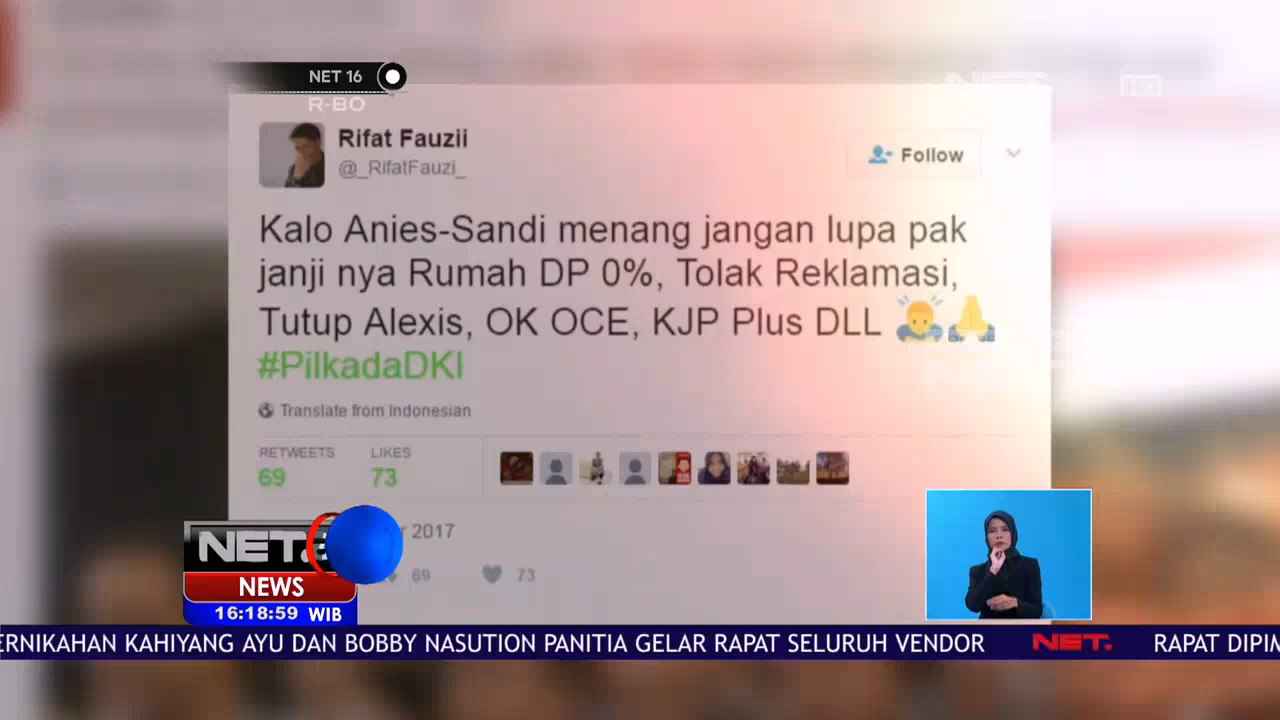 NET 16
R-BO
NET.
HD
Rifat Fauzii
@_RifatFauzi_
Follow
Kalo Anies-Sandi menang jangan lupa pak
janji nya Rumah DP 0%, Tolak Reklamasi,
Tutup Alexis, OK OCE, KJP Plus DLL
#PilkadaDKI
Translate from Indonesian
RETWEETS
LIKES
69
73
2017
69
73
NET.
NEWS
16:18:59 WIB
ERNIKAHAN KAHIYANG AYU DAN BOBBY NASUTION PANITIA GELAR RAPAT SELURUH VENDOR NET. RAPAT DIPIM